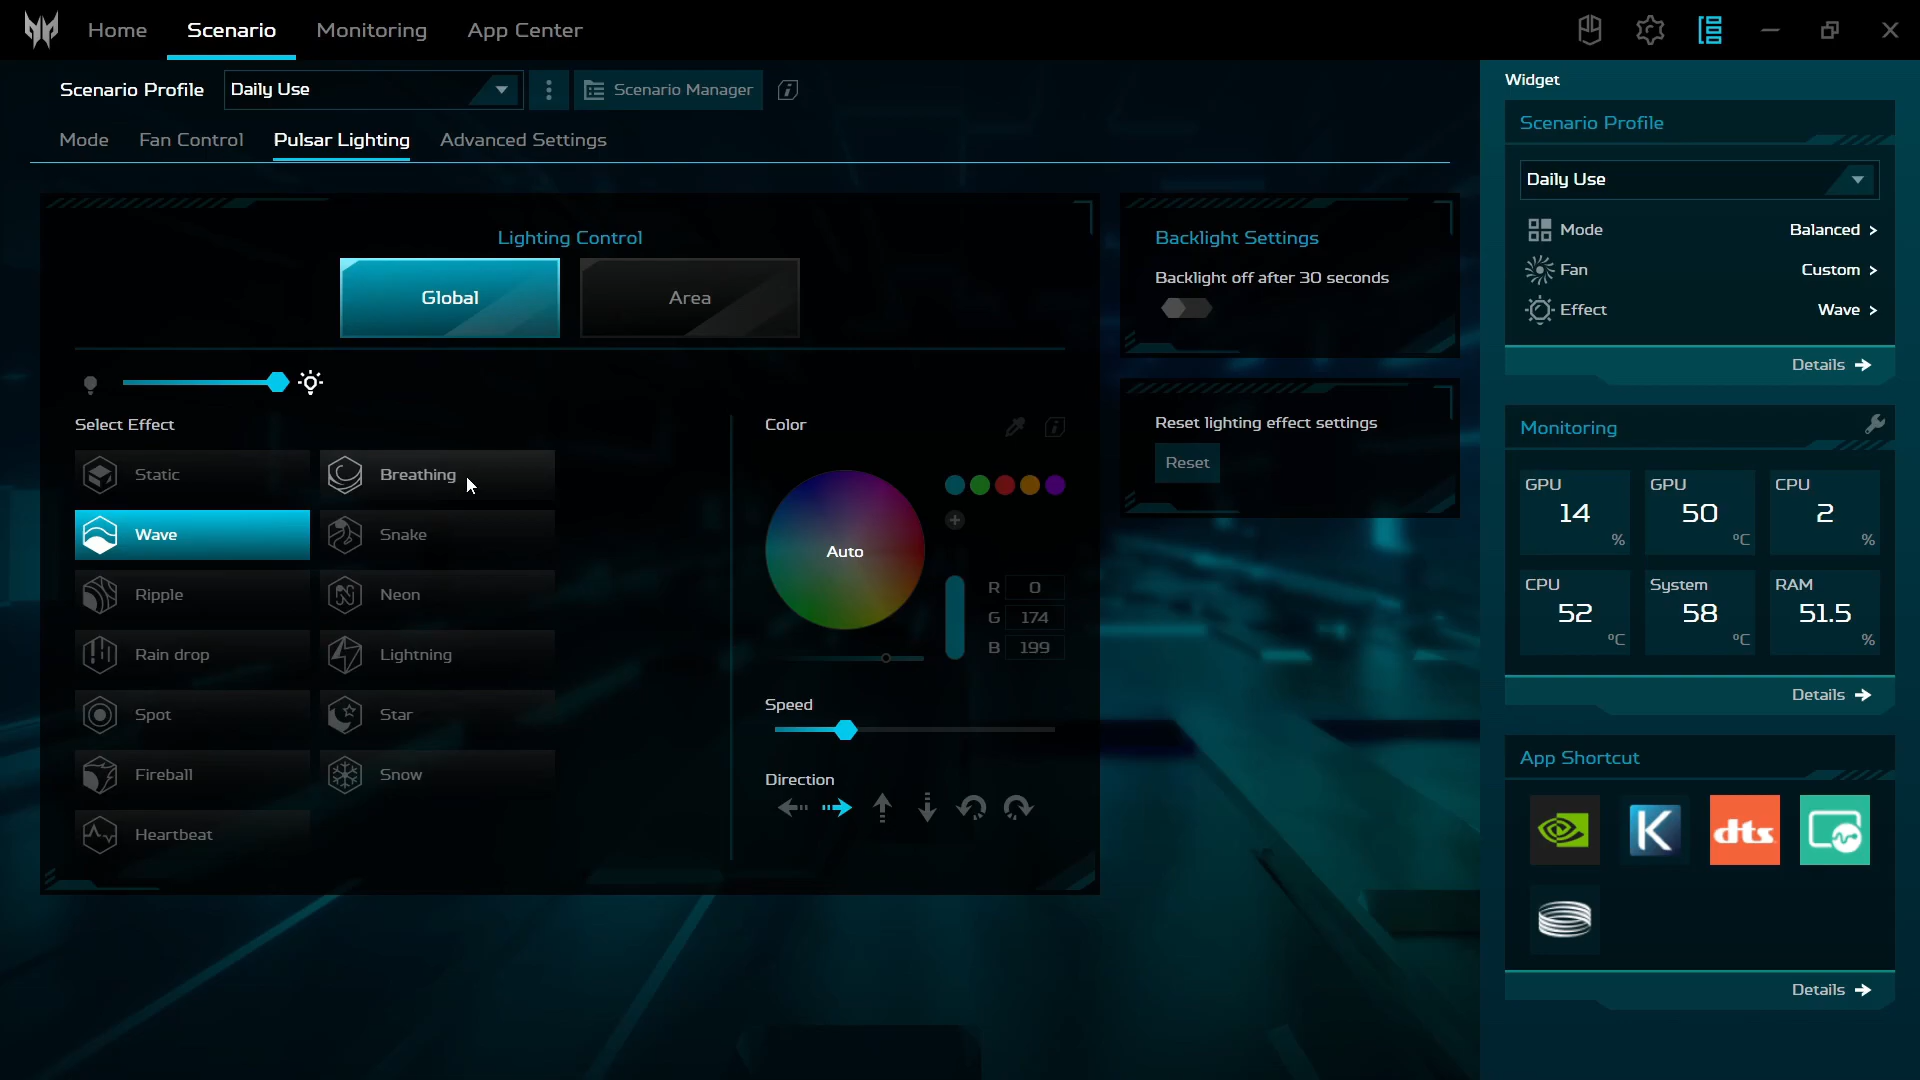 Home
Scenario
Monitoring
App Center
Scenario Profile
Daily Use
Scenario Manager
Mode
Fan Control
Pulsar Lighting
Advanced Settings
Lighting Control
Global
Area
Select Effect
Static
Breathing
Wave
Snake
Ripple
Neon
Rain drop
Lightning
Spot
Star
Fireball
Snow
Heartbeat
Color
Auto
R 0
G 174
B 199
Speed
Direction
Backlight Settings
Backlight off after 30 seconds
Reset lighting effect settings
Reset
Widget
Scenario Profile
Daily Use
Mode Balanced >
Fan Custom >
Effect Wave >
Details
Monitoring
GPU
14
%
GPU
50
°C
CPU
2
%
CPU
52
°C
System
58
°C
RAM
51.5
%
Details
App Shortcut
K
dts
Details